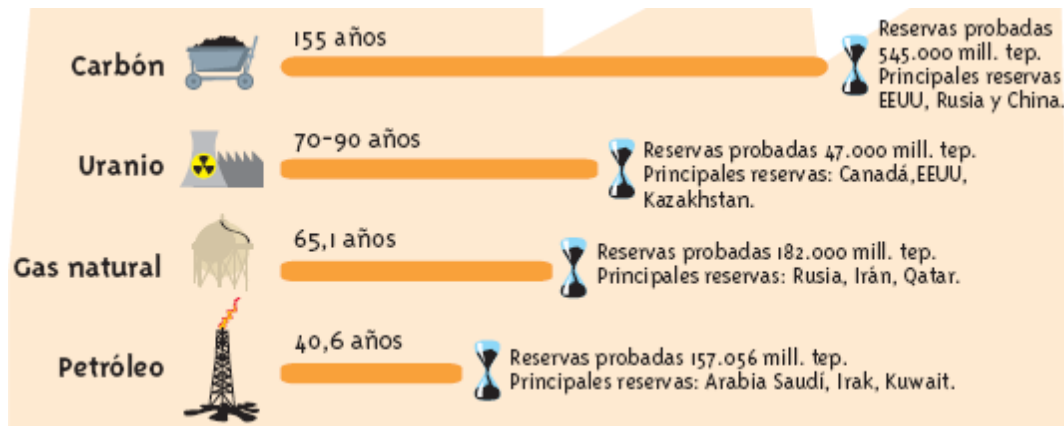 Carbón
155 años
Reservas probadas
545.000 mill. tep.
Principales reservas
EEUU, Rusia y China.
Uranio
70-90 años
Reservas probadas 47.000 mill. tep.
Principales reservas: Canadá,EEUU,
Kazakhstan.
Gas natural
65,1 años
Reservas probadas 182.000 mill. tep.
Principales reservas: Rusia, Irán, Qatar.
Petróleo
40,6 años
Reservas probadas 157.056 mill. tep.
Principales reservas: Arabia Saudí, Irak, Kuwait.